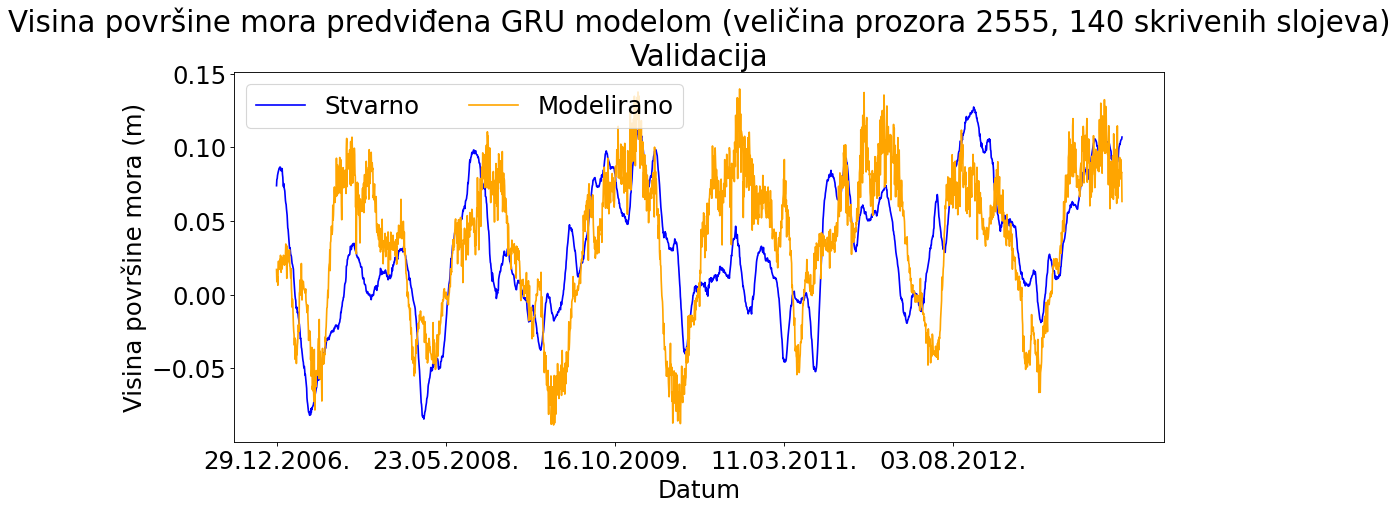 Visina površine mora predviđena GRU modelom (veličina prozora 2555, 140 skrivenih slojeva)
Validacija
Stvarno
Modelirano
Visina površine mora (m)
0.15
0.10
0.05
0.00
−0.05
29.12.2006.
23.05.2008.
16.10.2009.
11.03.2011.
03.08.2012.
Datum